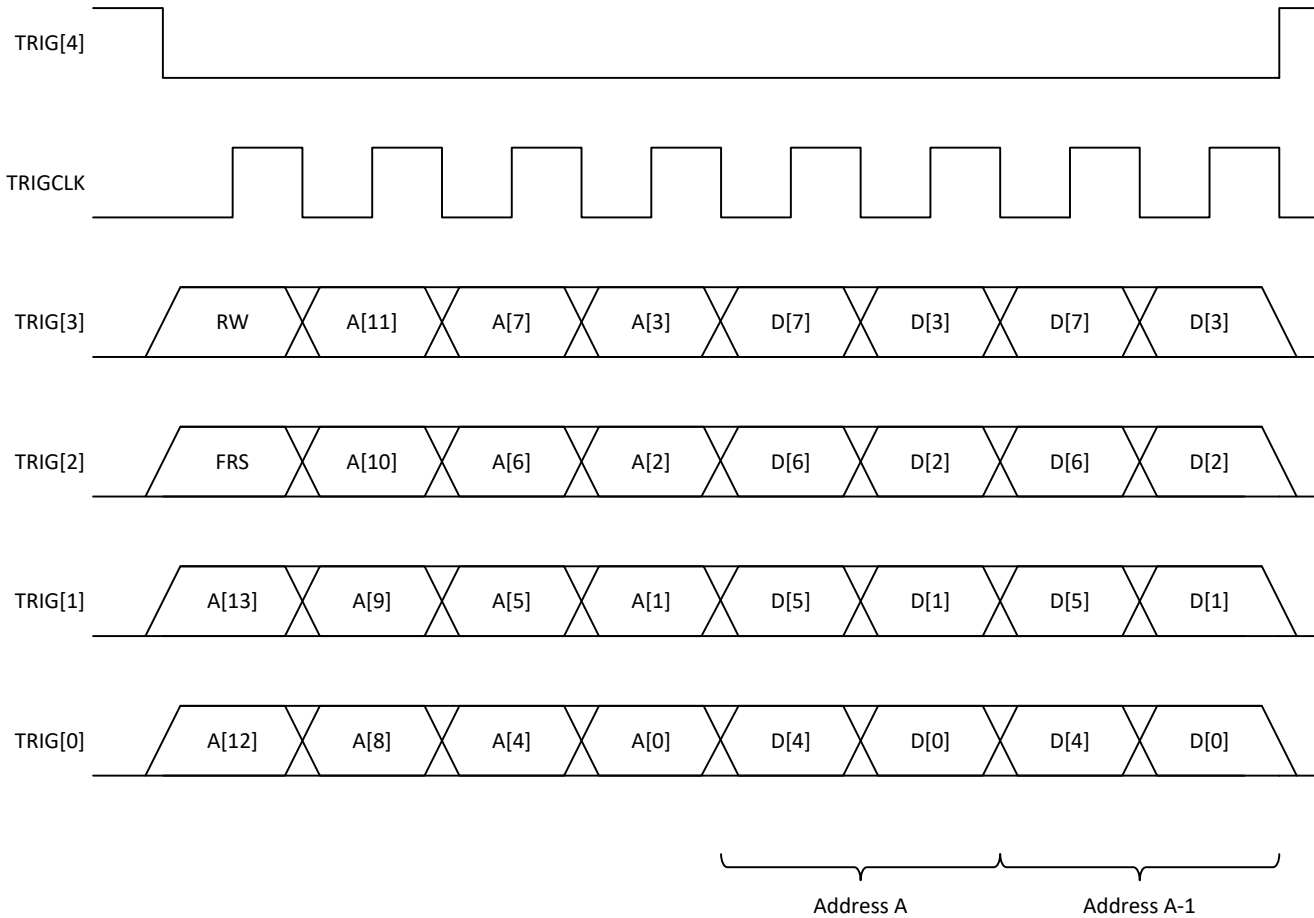 TRIG[4]
TRIGCLK
TRIG[3] RW A[11] A[7] A[3] D[7] D[3] D[7] D[3]
TRIG[2] FRS A[10] A[6] A[2] D[6] D[2] D[6] D[2]
TRIG[1] A[13] A[9] A[5] A[1] D[5] D[1] D[5] D[1]
TRIG[0] A[12] A[8] A[4] A[0] D[4] D[0] D[4] D[0]
Address A Address A-1